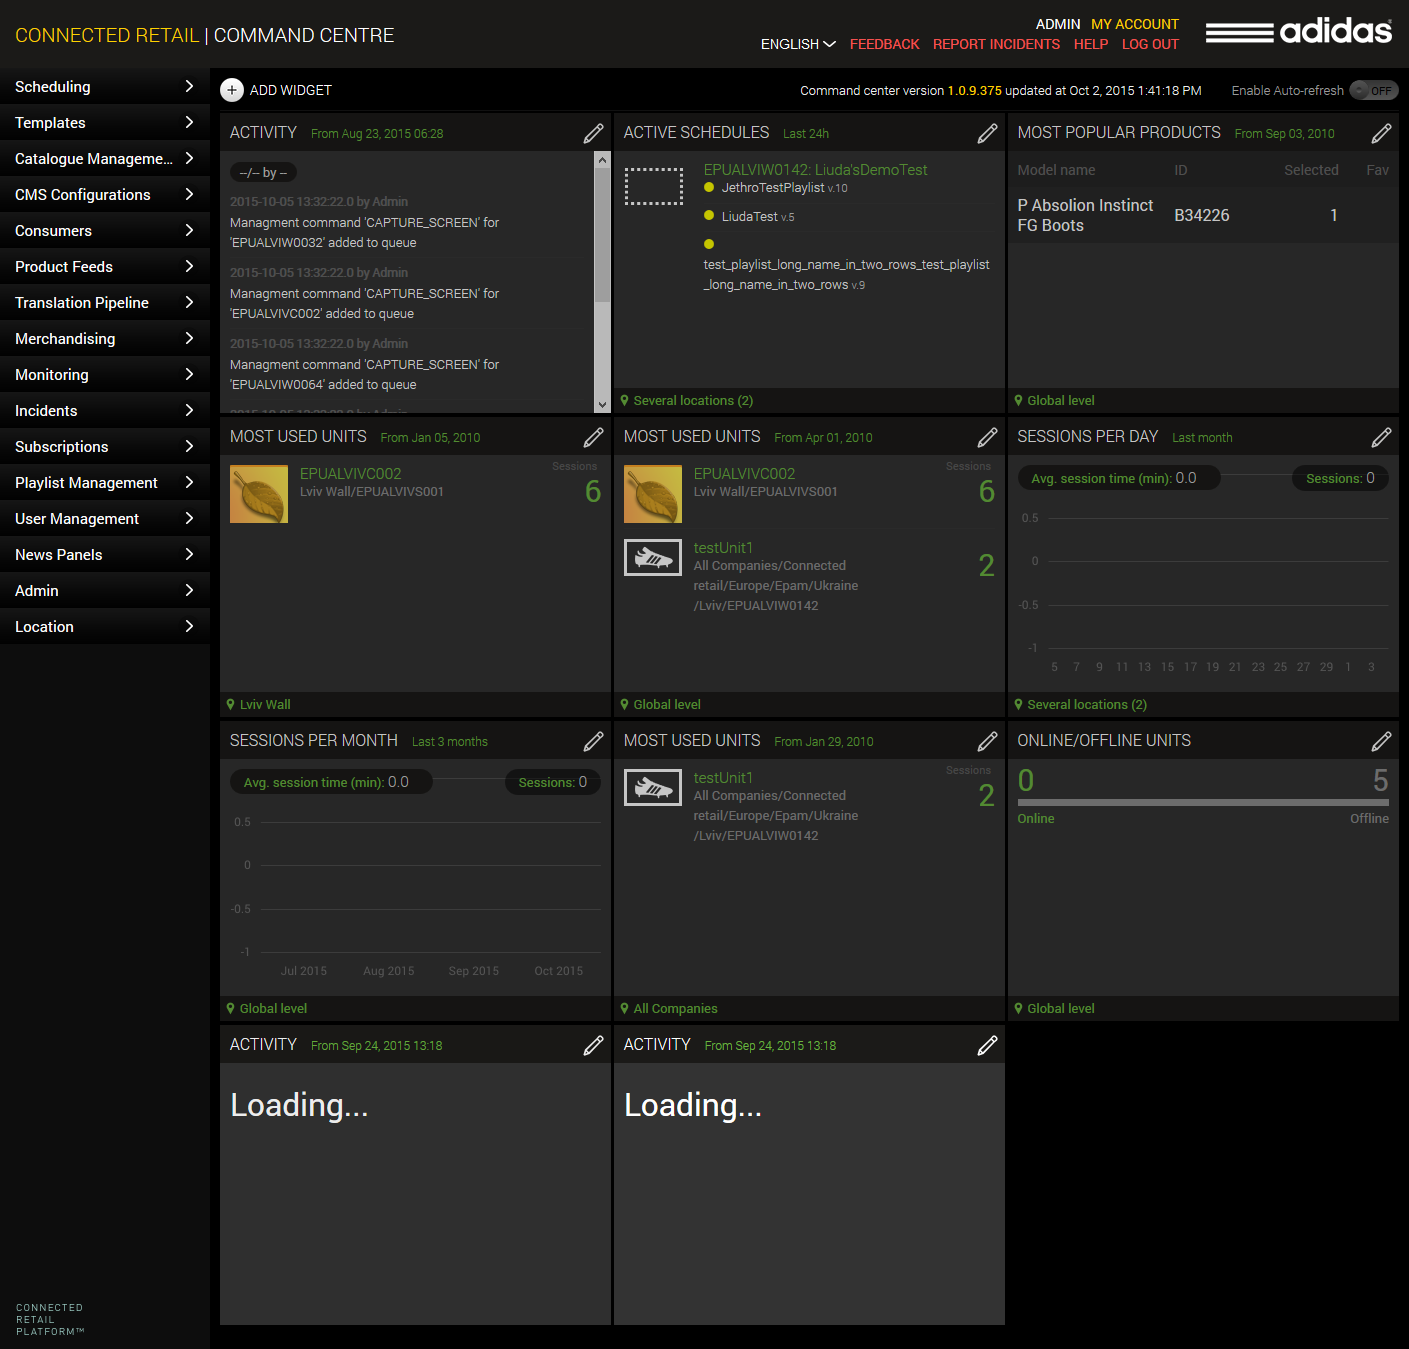 CONNECTED RETAIL | COMMAND CENTRE
ADMIN MY ACCOUNT
ENGLISH FEEDBACK REPORT INCIDENTS HELP LOG OUT
adidas
Scheduling
Templates
Catalogue Manageme...
CMS Configurations
Consumers
Product Feeds
Translation Pipeline
Merchandising
Monitoring
Incidents
Subscriptions
Playlist Management
User Management
News Panels
Admin
Location
CONNECTED
RETAIL
PLATFORM™
ADD WIDGET
Command center version 1.0.9.375 updated at Oct 2, 2015 1:41:18 PM
Enable Auto-refresh OFF
ACTIVITY From Aug 23, 2015 06:28
--/-- by --
2015-10-05 13:32:22.0 by Admin
Managment command 'CAPTURE_SCREEN' for
'EPUALVIW0032' added to queue
2015-10-05 13:32:22.0 by Admin
Managment command 'CAPTURE_SCREEN' for
'EPUALVIVC002' added to queue
2015-10-05 13:32:22.0 by Admin
Managment command 'CAPTURE_SCREEN' for
'EPUALVIW0064' added to queue
2015-10-05 13:32:22.0 by Admin
ACTIVE SCHEDULES Last 24h
EPUALVIW0142: Liuda'sDemoTest
JethroTestPlaylist v.10
LiudaTest v.5
test_playlist_long_name_in_two_rows_test_playlist
_long_name_in_two_rows v.9
Several locations (2)
MOST POPULAR PRODUCTS From Sep 03, 2010
Model name ID Selected Fav
P Absolion Instinct
FG Boots
B34226 1
Global level
MOST USED UNITS From Jan 05, 2010
Sessions
EPUALVIVC002
Lviv Wall/EPUALVIVS001
6
Lviv Wall
MOST USED UNITS From Apr 01, 2010
Sessions
EPUALVIVC002
Lviv Wall/EPUALVIVS001
6
testUnit1
All Companies/Connected
retail/Europe/Epam/Ukraine
/Lviv/EPUALVIW0142
2
Global level
SESSIONS PER DAY Last month
Avg. session time (min): 0.0 Sessions: 0
0.5
0
-0.5
-1
5 7 9 11 13 15 17 19 21 23 25 27 29 1 3
Several locations (2)
SESSIONS PER MONTH Last 3 months
Avg. session time (min): 0.0 Sessions: 0
0.5
0
-0.5
-1
Jul 2015 Aug 2015 Sep 2015 Oct 2015
Global level
MOST USED UNITS From Jan 29, 2010
Sessions
testUnit1
All Companies/Connected
retail/Europe/Epam/Ukraine
/Lviv/EPUALVIW0142
2
All Companies
ONLINE/OFFLINE UNITS
0 5
Online Offline
Global level
ACTIVITY From Sep 24, 2015 13:18
Loading...
ACTIVITY From Sep 24, 2015 13:18
Loading...